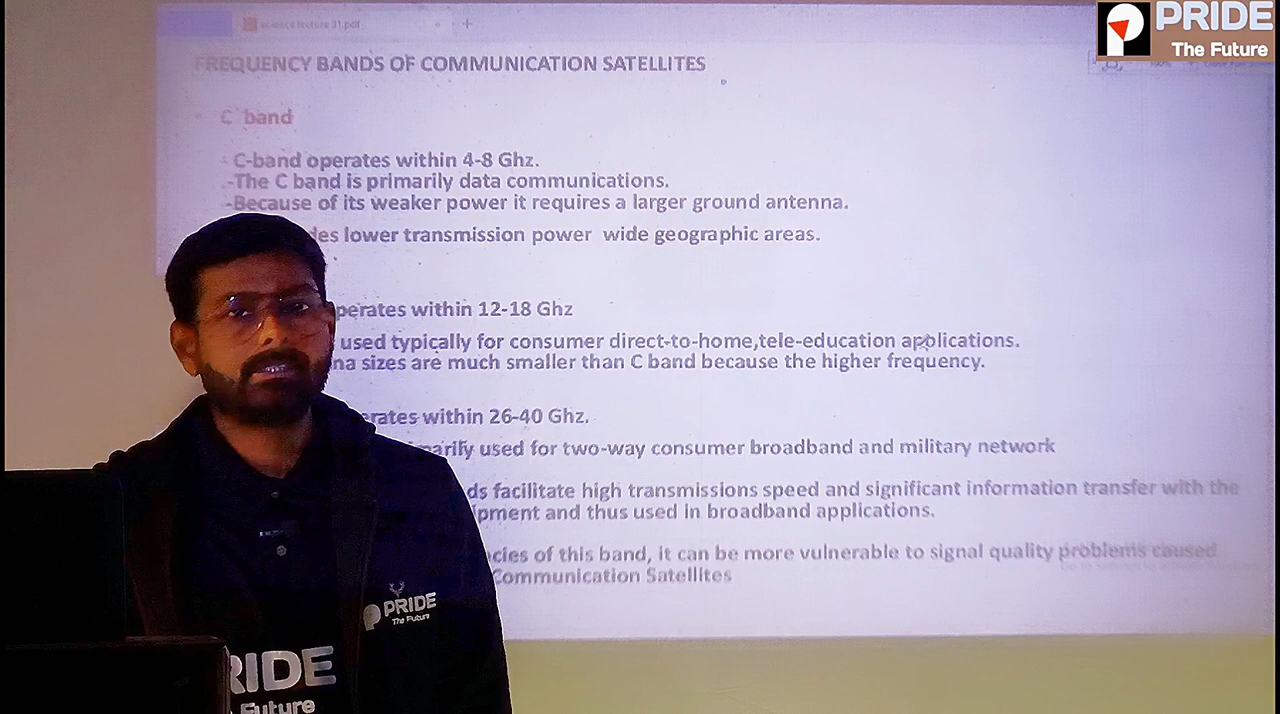 science lecture 31.pdf
PRIDE
The Future
FREQUENCY BANDS OF COMMUNICATION SATELLITES
C band
C-band operates within 4-8 Ghz.
-The C band is primarily data communications.
-Because of its weaker power it requires a larger ground antenna.
des lower transmission power wide geographic areas.
perates within 12-18 Ghz
used typically for consumer direct-to-home,tele-education applications.
na sizes are much smaller than C band because the higher frequency.
erates within 26-40 Ghz.
marily used for two-way consumer broadband and military network
ds facilitate high transmissions speed and significant information transfer with the
ipment and thus used in broadband applications.
cies of this band, it can be more vulnerable to signal quality problems caused
Communication Satellites
PRIDE
The Future
RIDE
Future